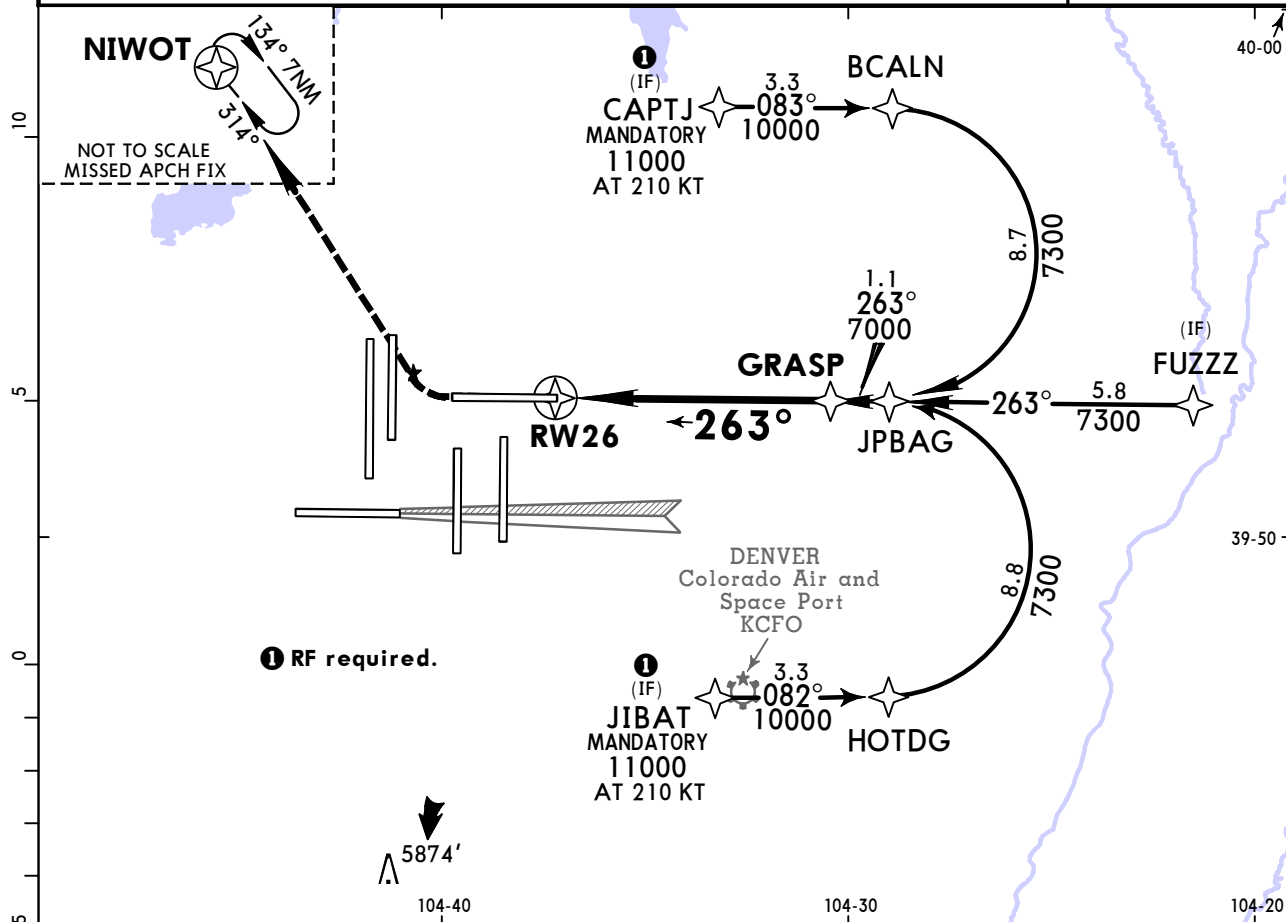 NIWOT
134° 7NM
314°
NOT TO SCALE
MISSED APCH FIX
1
(IF)
CAPTJ
MANDATORY
11000
AT 210 KT
3.3
083°
10000
BCALN
40-00
10
8.7
7300
1.1
263°
7000
GRASP
(IF)
FUZZZ
5
RW26
263°
JPBAG
263°
5.8
7300
39-50
DENVER
Colorado Air and
Space Port
KCFO
8.8
7300
0
1 RF required.
1
(IF)
JIBAT
MANDATORY
11000
AT 210 KT
3.3
082°
10000
HOTDG
5874'
5
104-40
104-30
104-20